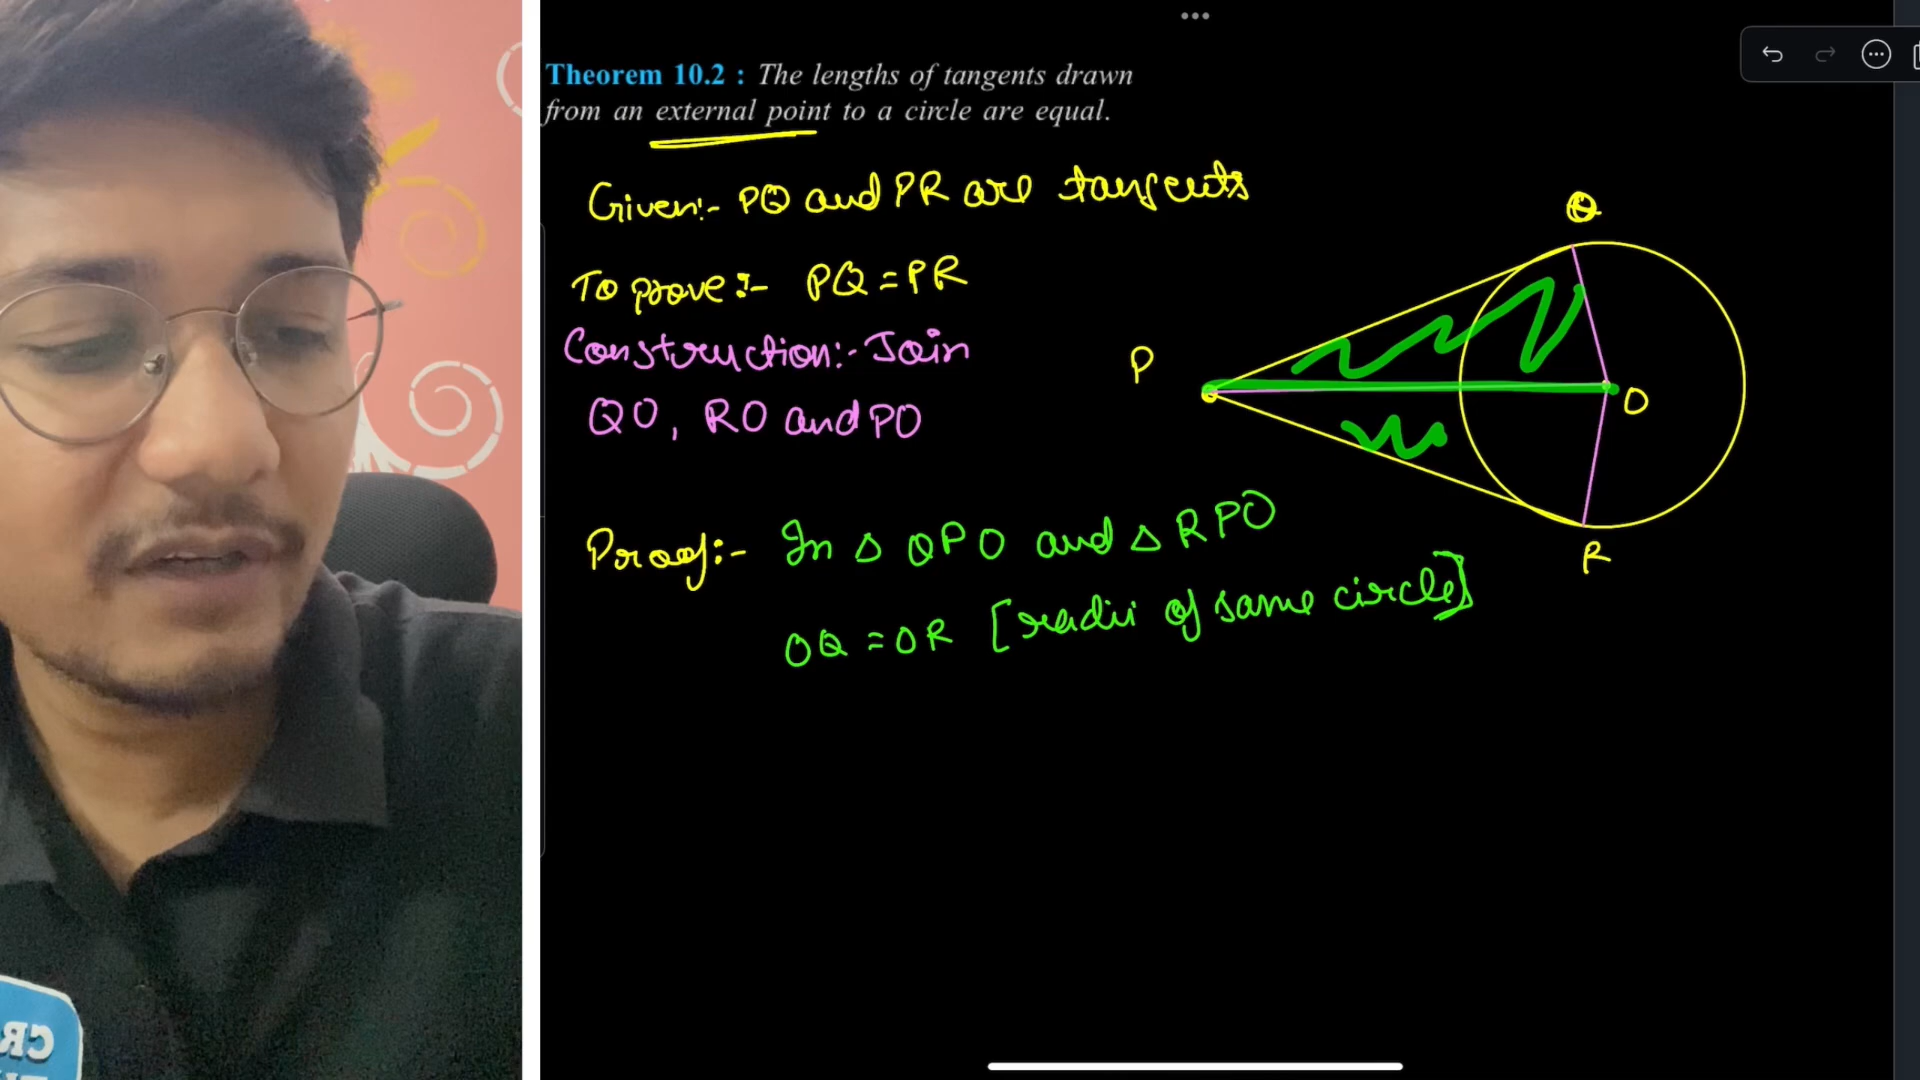 Theorem 10.2 : The lengths of tangents drawn
from an external point to a circle are equal.
Given:- PQ and PR are tangents
To prove:- PQ = PR
Construction:- Join
QO, RO and PO
Q
P
O
R
Proof:- In Δ QPO and Δ RPO
OQ = OR [radii of same circle]
CR